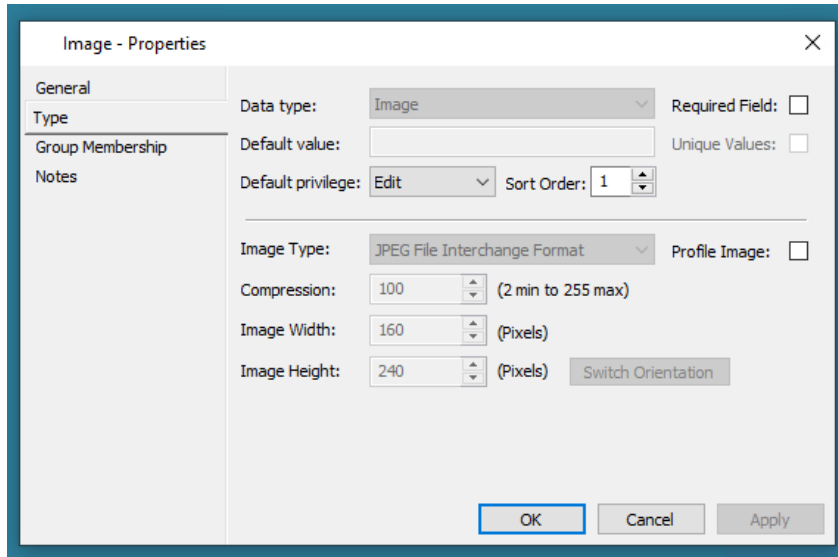 Image - Properties
General
Type
Group Membership
Notes
Data type: Image Required Field:
Default value: Unique Values:
Default privilege: Edit Sort Order: 1
Image Type: JPEG File Interchange Format Profile Image:
Compression: 100 (2 min to 255 max)
Image Width: 160 (Pixels)
Image Height: 240 (Pixels) Switch Orientation
OK Cancel Apply